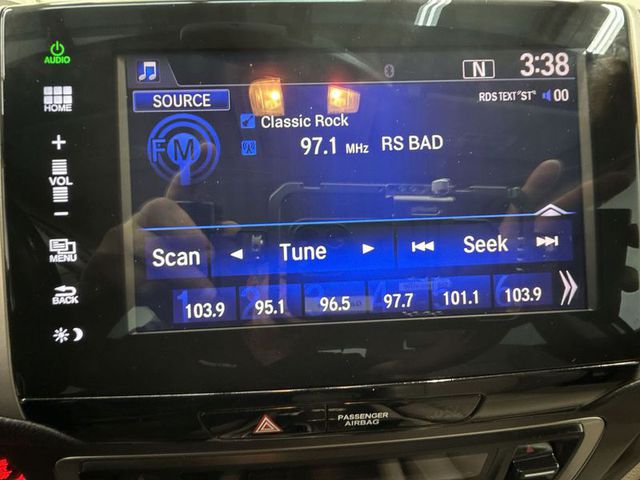 AUDIO
N 3:38
HOME
SOURCE
RDS TEXT "ST" 00
Classic Rock
FM
97.1 MHz RS BAD
+
VOL
-
MENU
Scan Tune Seek
BACK
1 2 3 4 6
103.9 95.1 96.5 97.7 101.1 103.9
PASSENGER
AIRBAG